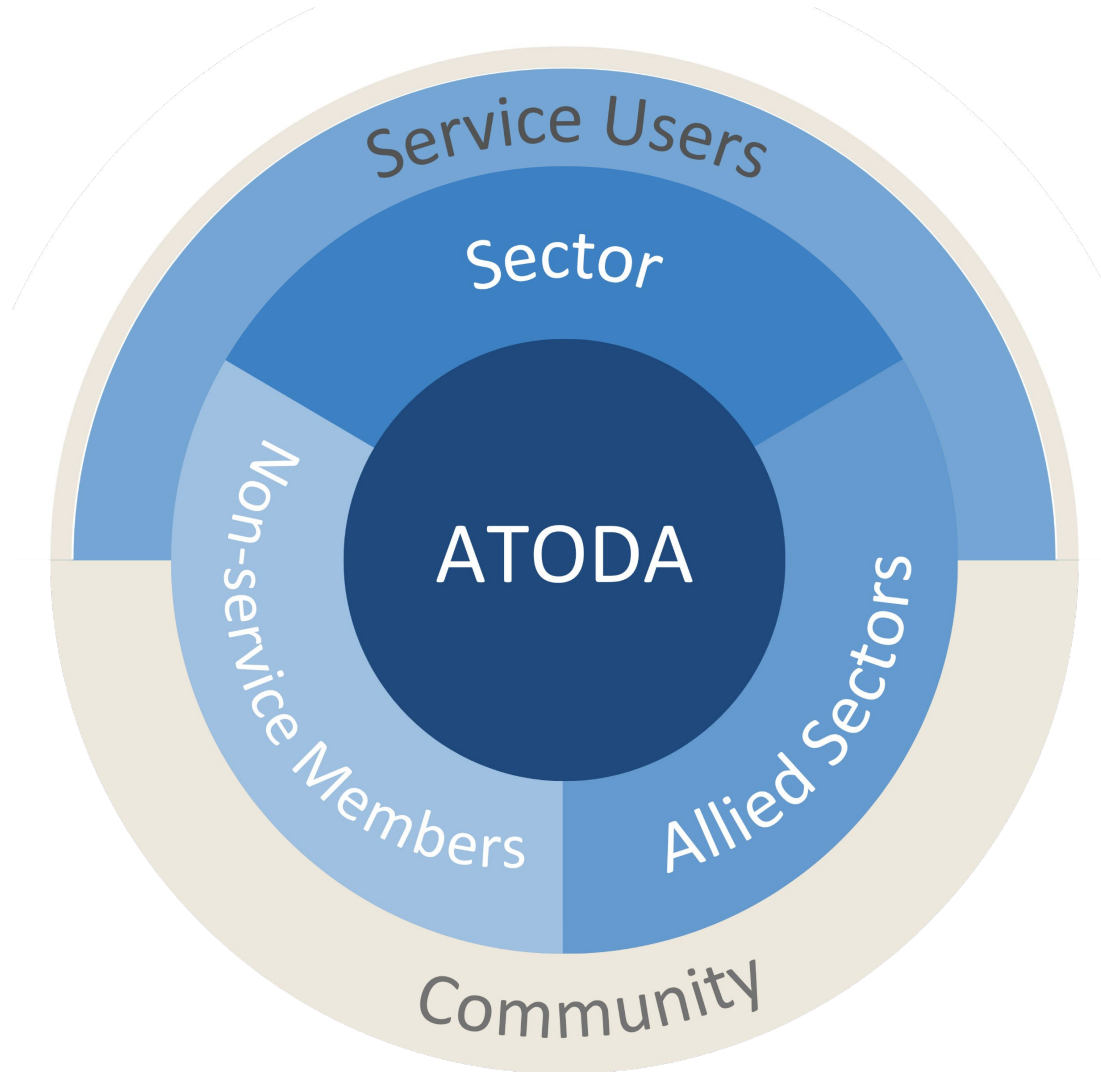 Service Users
Sector
ATODA
Non-service Members
Allied Sectors
Community